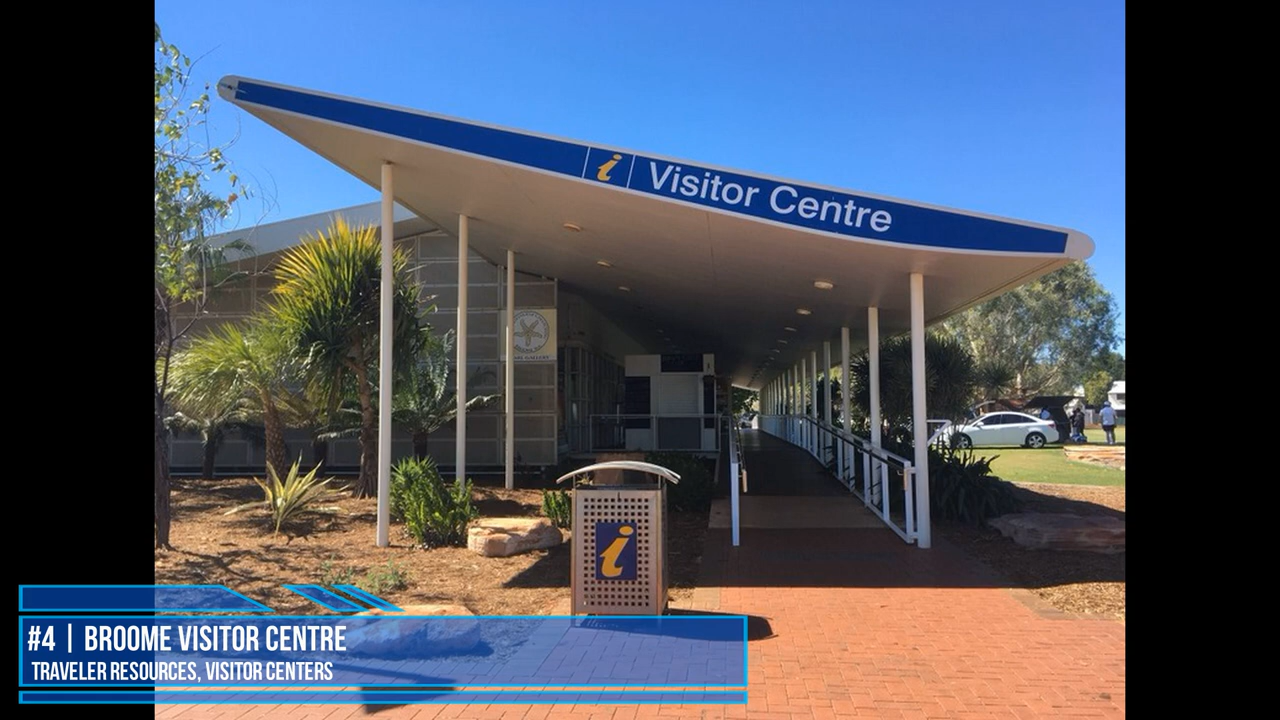 i Visitor Centre
i
#4 | BROOME VISITOR CENTRE
TRAVELER RESOURCES, VISITOR CENTERS